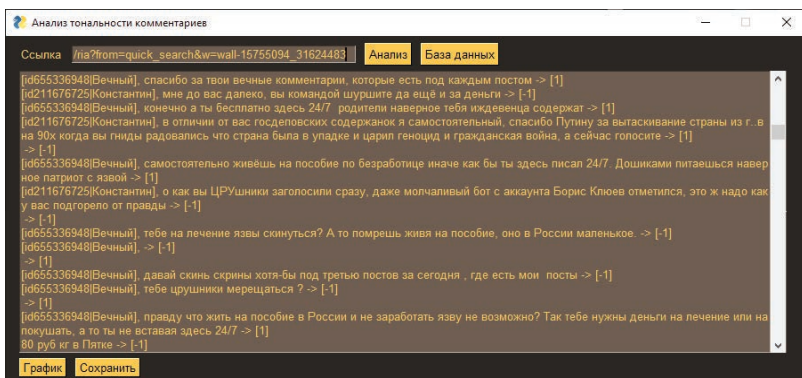 Анализ тональности комментариев
Ссылка /na?from=quick_search&w=wall-15755094_31624483 Анализ База данных
[id655336948|Вечный], спасибо за твои вечные комментарии, которые есть под каждым постом -> [1]
[id211676725|Константин], мне до вас далеко, вы командой шуршите да ещё и за деньги -> [-1]
[id655336948|Вечный], конечно а ты бесплатно здесь 24/7 родители наверное тебя иждевенца содержат -> [1]
[id211676725|Константин], в отличии от вас госдеповских содержанок я самостоятельный, спасибо Путину за вытаскивание страны из г..в
на 90х когда вы гниды радовались что страна была в упадке и царил геноцид и гражданская война, а сейчас голосите -> [1]
-> [-1]
[id655336948|Вечный], самостоятельно живёшь на пособие по безработице иначе как бы ты здесь писал 24/7. Дошиками питаешься навер
ное патриот с язвой -> [1]
[id211676725|Константин], о как вы ЦРУшники заголосили сразу, даже молчаливый бот с аккаунта Борис Клюев отметился, это ж надо как
у вас подгорело от правды -> [-1]
-> [-1]
[id655336948|Вечный], тебе на лечение язвы скинуться? А то помрешь живя на пособие, оно в России маленькое. -> [-1]
[id655336948|Вечный], -> [-1]
-> [1]
[id655336948|Вечный], давай скинь скрины хотя-бы под третью постов за сегодня , где есть мои посты -> [-1]
[id655336948|Вечный], тебе црушники мерещаться ? -> [-1]
-> [1]
[id655336948|Вечный], правду что жить на пособие в России и не заработать язву не возможно? Так тебе нужны деньги на лечение или на
покушать, а то ты не вставая здесь 24/7 -> [1]
80 руб кг в Пятке -> [-1]
График Сохранить